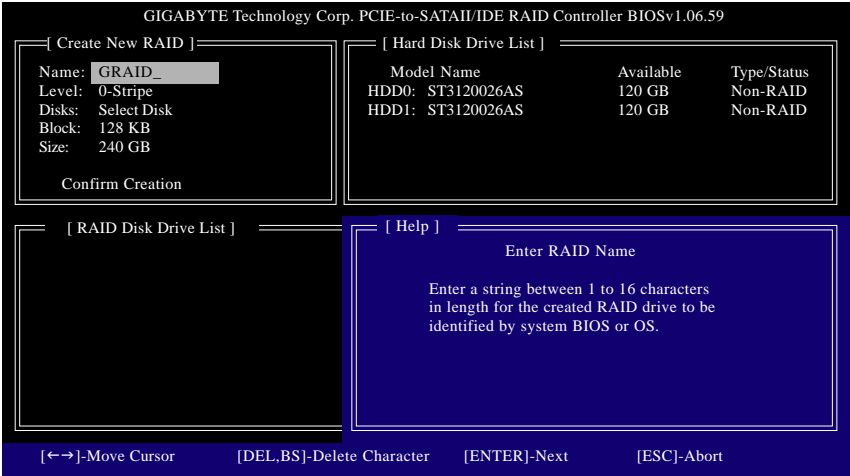 GIGABYTE Technology Corp. PCIE-to-SATAII/IDE RAID Controller BIOSv1.06.59
[ Create New RAID ]
Name: GRAID_
Level: 0-Stripe
Disks: Select Disk
Block: 128 KB
Size: 240 GB
Confirm Creation
[ Hard Disk Drive List ]
Model Name Available Type/Status
HDD0: ST3120026AS 120 GB Non-RAID
HDD1: ST3120026AS 120 GB Non-RAID
[ RAID Disk Drive List ]
[ Help ]
Enter RAID Name
Enter a string between 1 to 16 characters
in length for the created RAID drive to be
identified by system BIOS or OS.
[←→]-Move Cursor [DEL,BS]-Delete Character [ENTER]-Next [ESC]-Abort